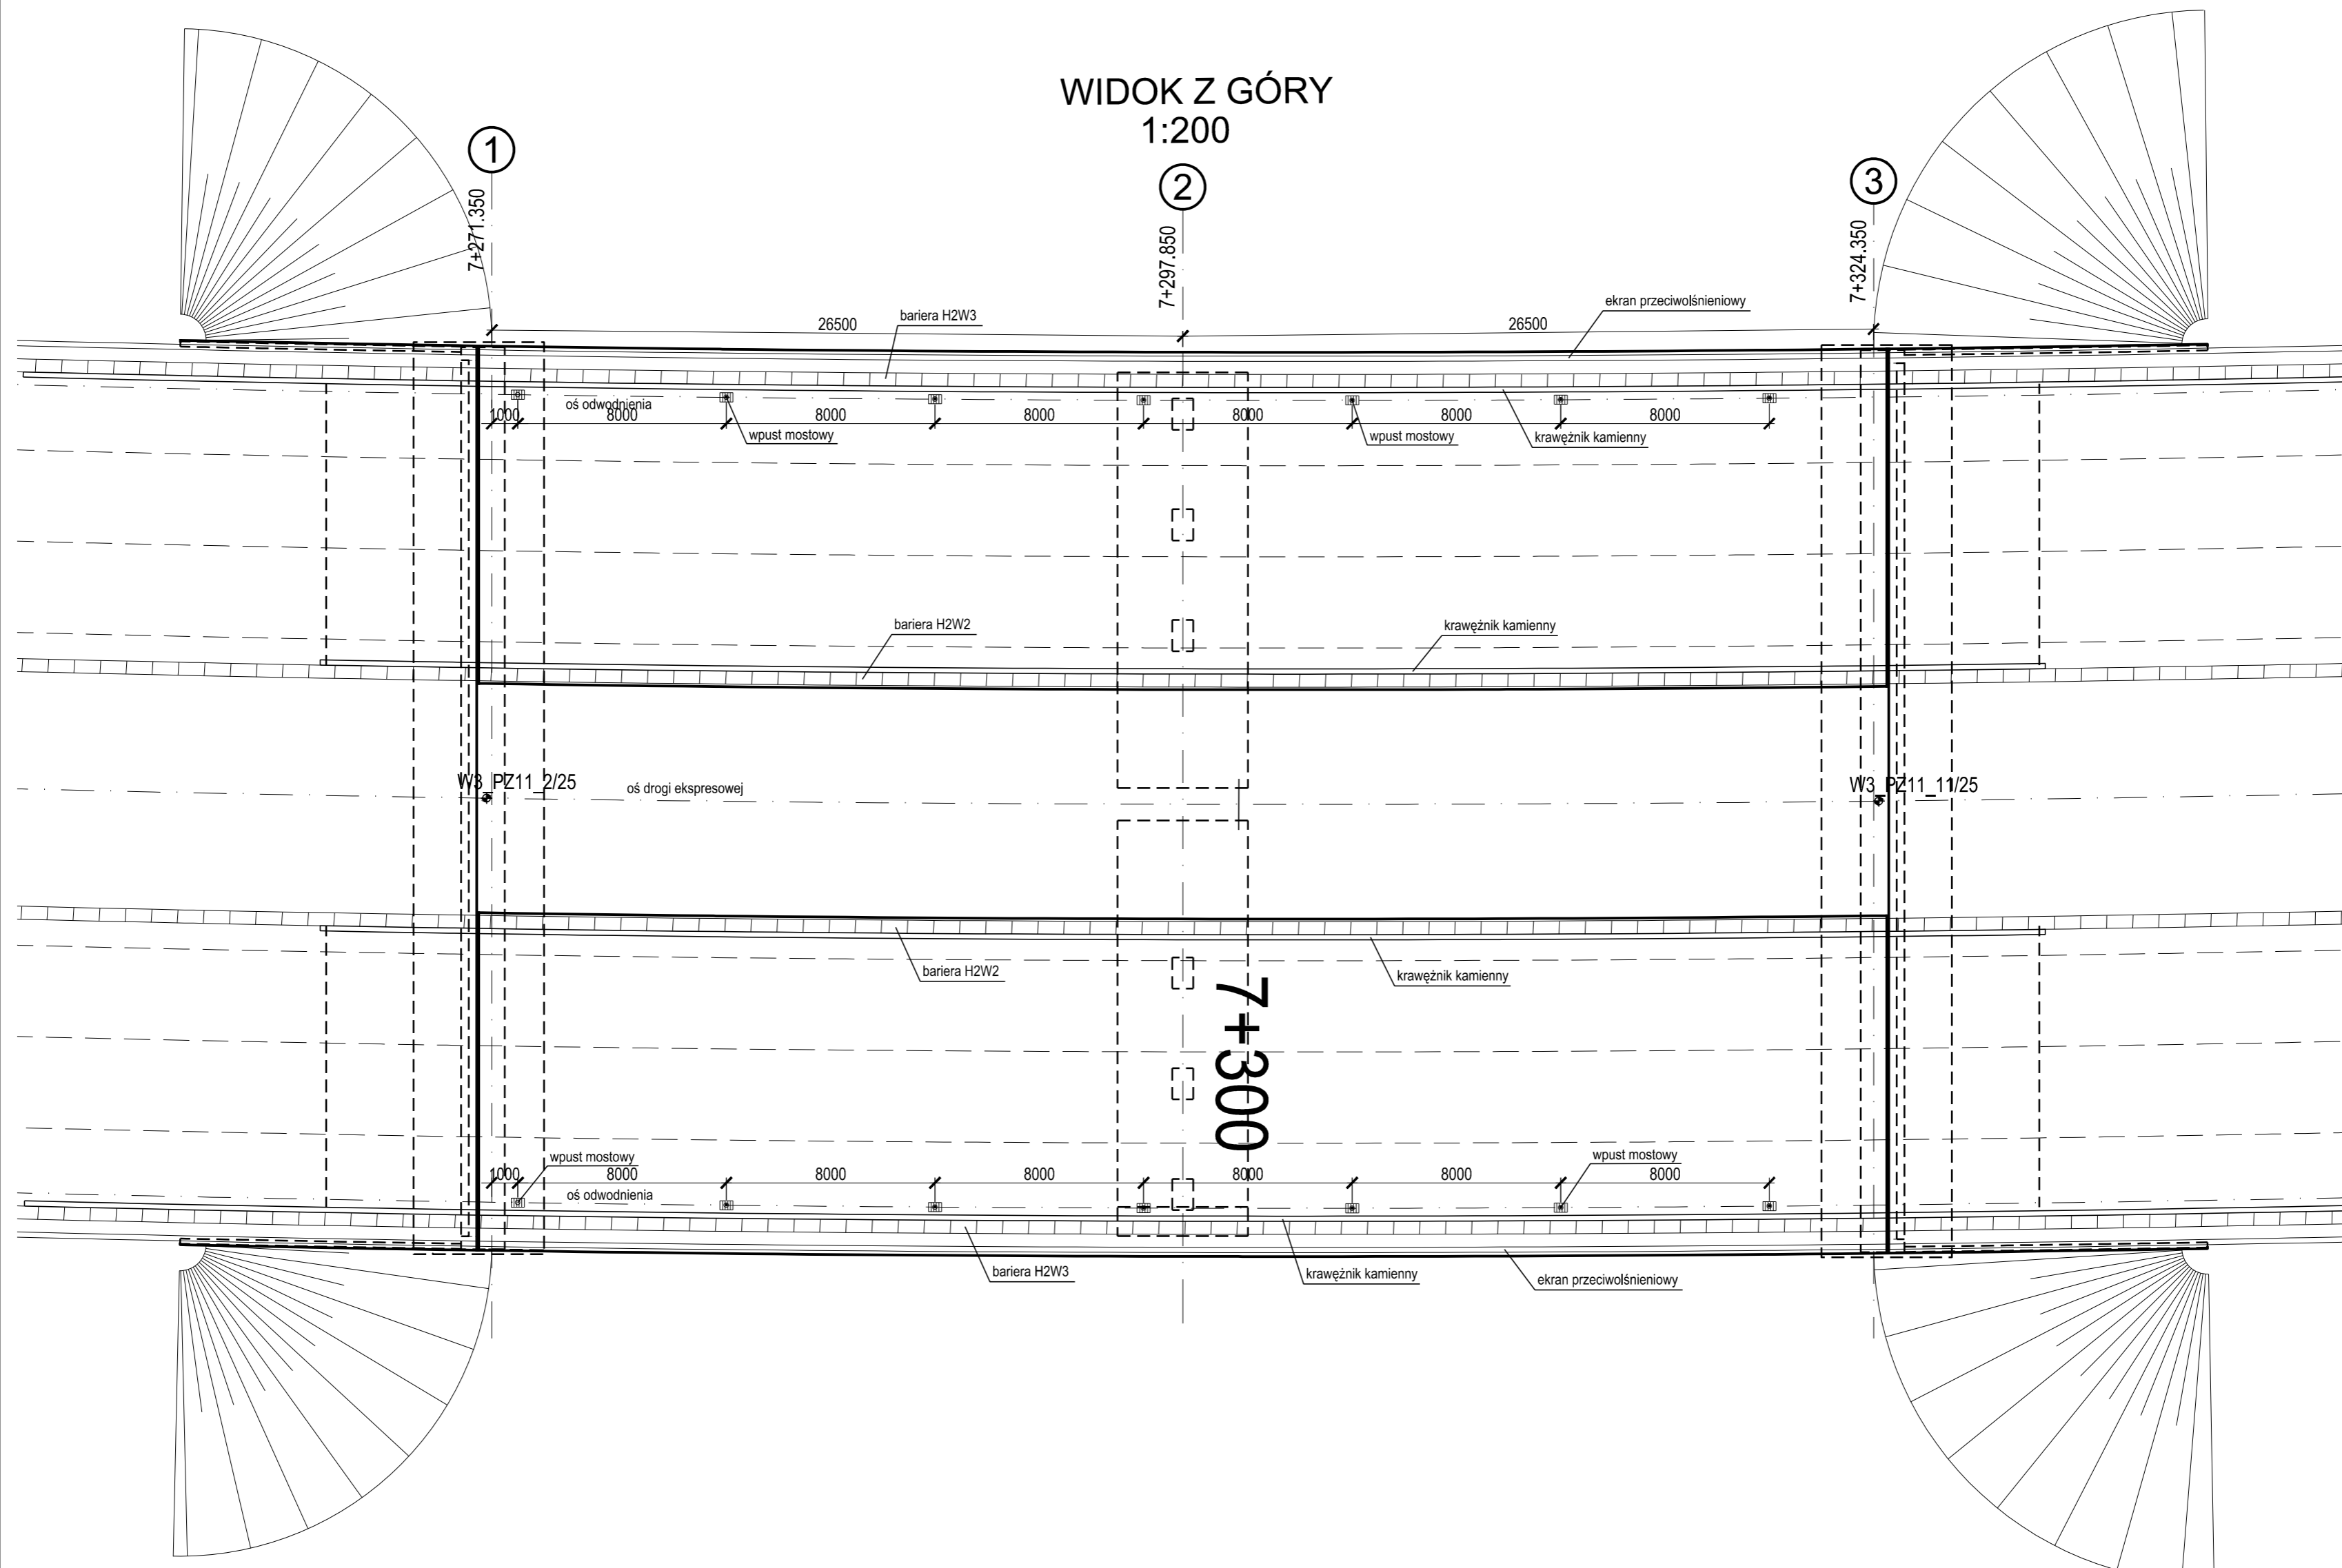 WIDOK Z GÓRY
1:200
1
2
3
7+271.350
7+297.850
7+324.350
26500
bariera H2W3
26500
ekran przeciwolśnieniowy
oś odwodnienia
1000
8000
8000
8000
8000
8000
8000
wpust mostowy
wpust mostowy
krawężnik kamienny
bariera H2W2
krawężnik kamienny
W3_PZ11_2/25
oś drogi ekspresowej
W3_PZ11_11/25
bariera H2W2
krawężnik kamienny
7+300
wpust mostowy
wpust mostowy
1000
8000
8000
8000
8000
8000
8000
oś odwodnienia
bariera H2W3
krawężnik kamienny
ekran przeciwolśnieniowy